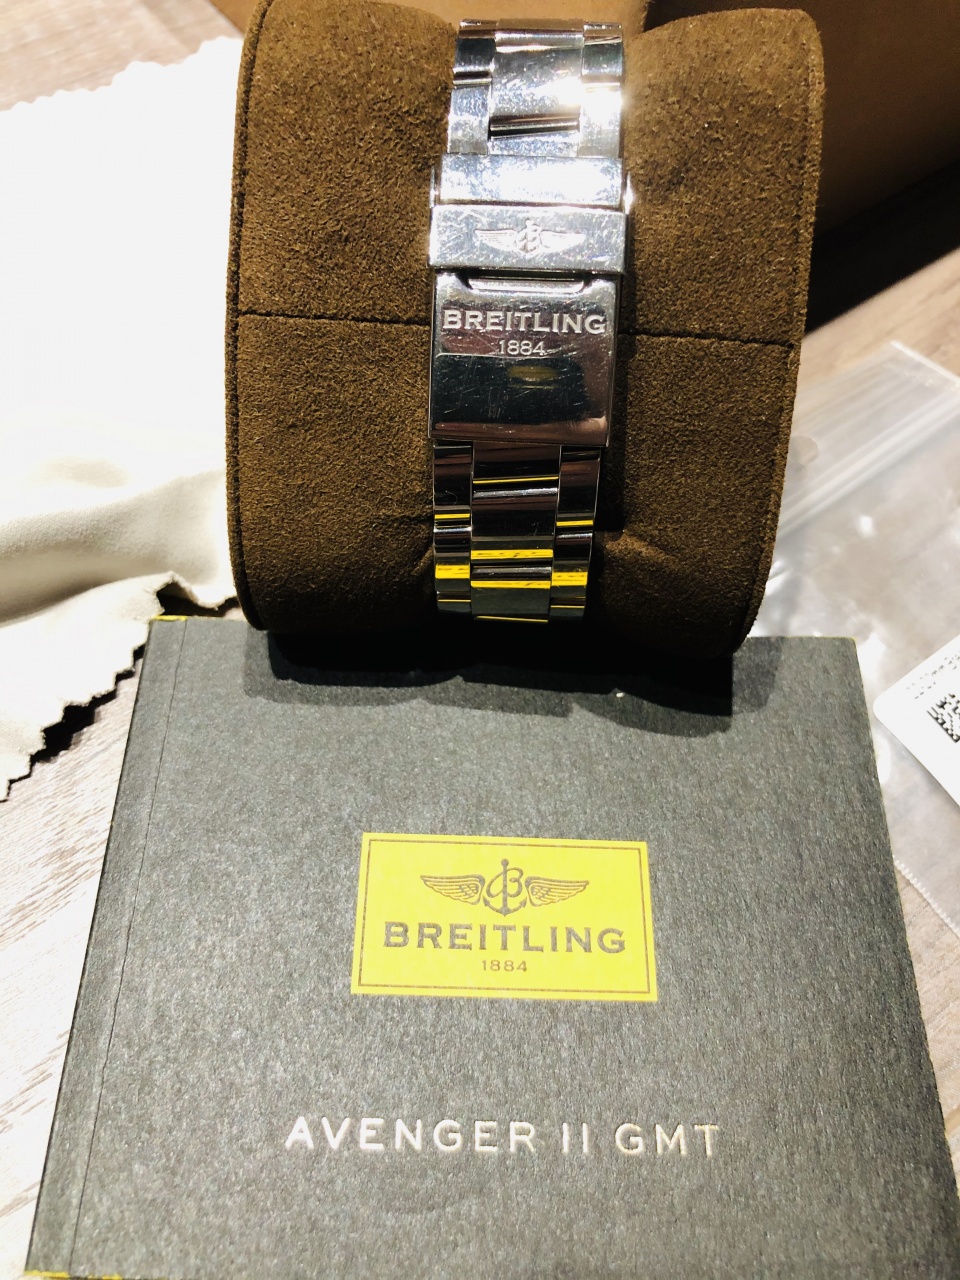 BREITLING
1884
B
BREITLING
1884
AVENGER II GMT